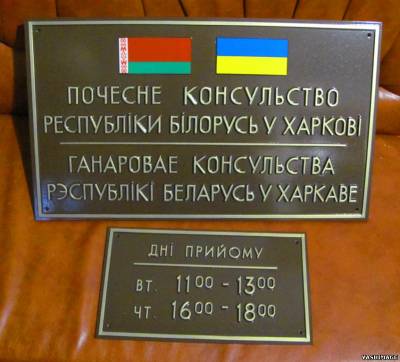 ПОЧЕСНЕ КОНСУЛЬСТВО
РЕСПУБЛІКИ БІЛОРУСЬ У ХАРКОВІ
ГАНАРОВАЕ КОНСУЛЬСТВА
РЭСПУБЛІКІ БЕЛАРУСЬ У ХАРКАВЕ
ДНІ ПРИЙОМУ
ВТ. 11⁰⁰ - 13⁰⁰
ЧТ. 16⁰⁰ - 18⁰⁰